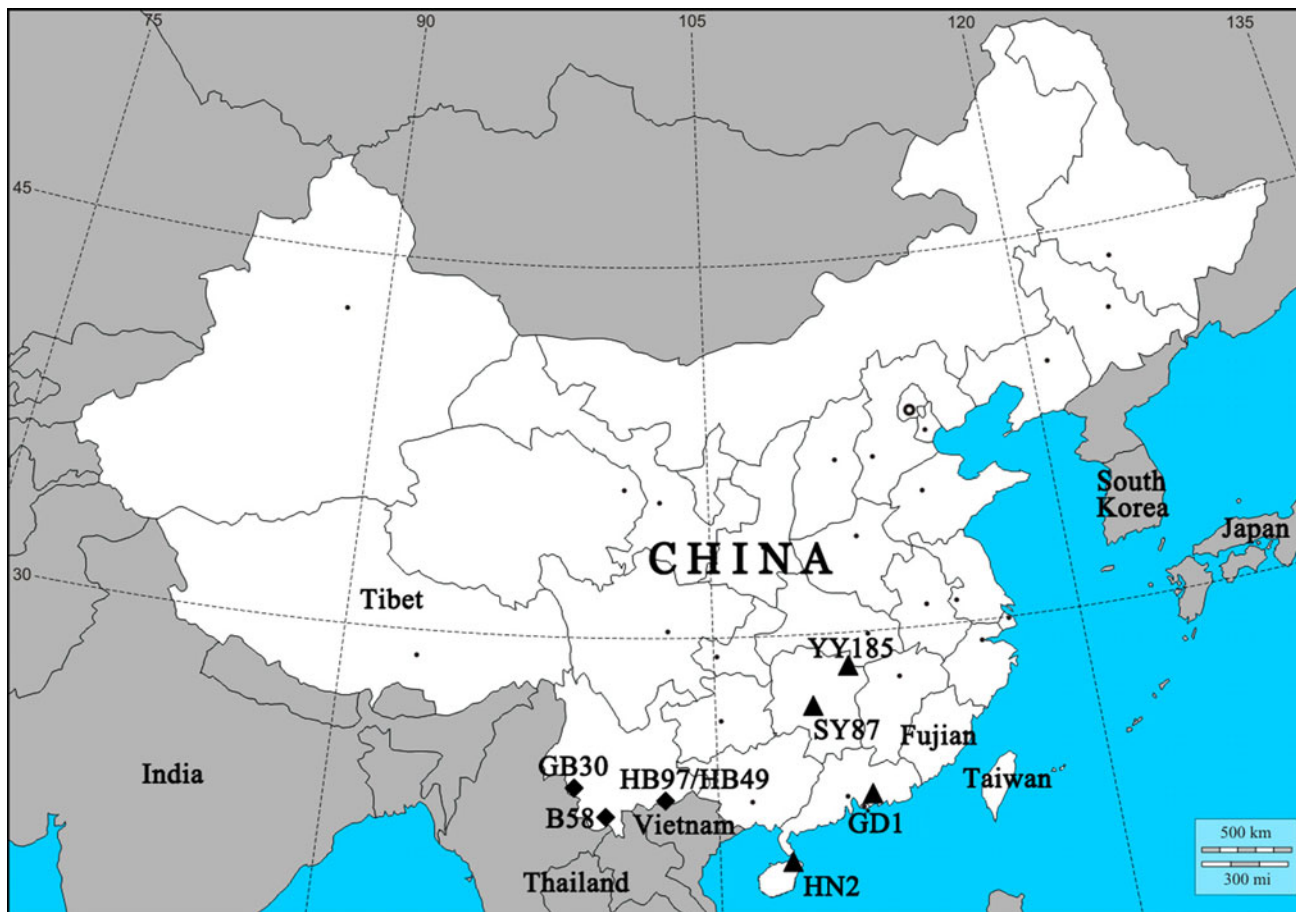 75
90
105
120
135
45
South
Korea
Japan
CHINA
30
Tibet
YY185
SY87
Fujian
India
GB30
HB97/HB49
Taiwan
B58
Vietnam
GD1
500 km
300 mi
Thailand
HN2